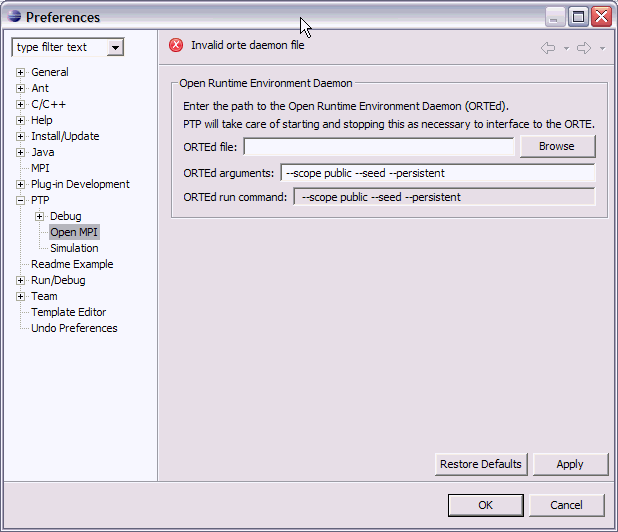 Preferences
type filter text
General
Ant
C/C++
Help
Install/Update
Java
MPI
Plug-in Development
PTP
Debug
Open MPI
Simulation
Readme Example
Run/Debug
Team
Template Editor
Undo Preferences
Invalid orte daemon file
Open Runtime Environment Daemon
Enter the path to the Open Runtime Environment Daemon (ORTEd).
PTP will take care of starting and stopping this as necessary to interface to the ORTE.
ORTEd file:
Browse
ORTEd arguments: --scope public --seed --persistent
ORTEd run command: --scope public --seed --persistent
Restore Defaults Apply
OK Cancel